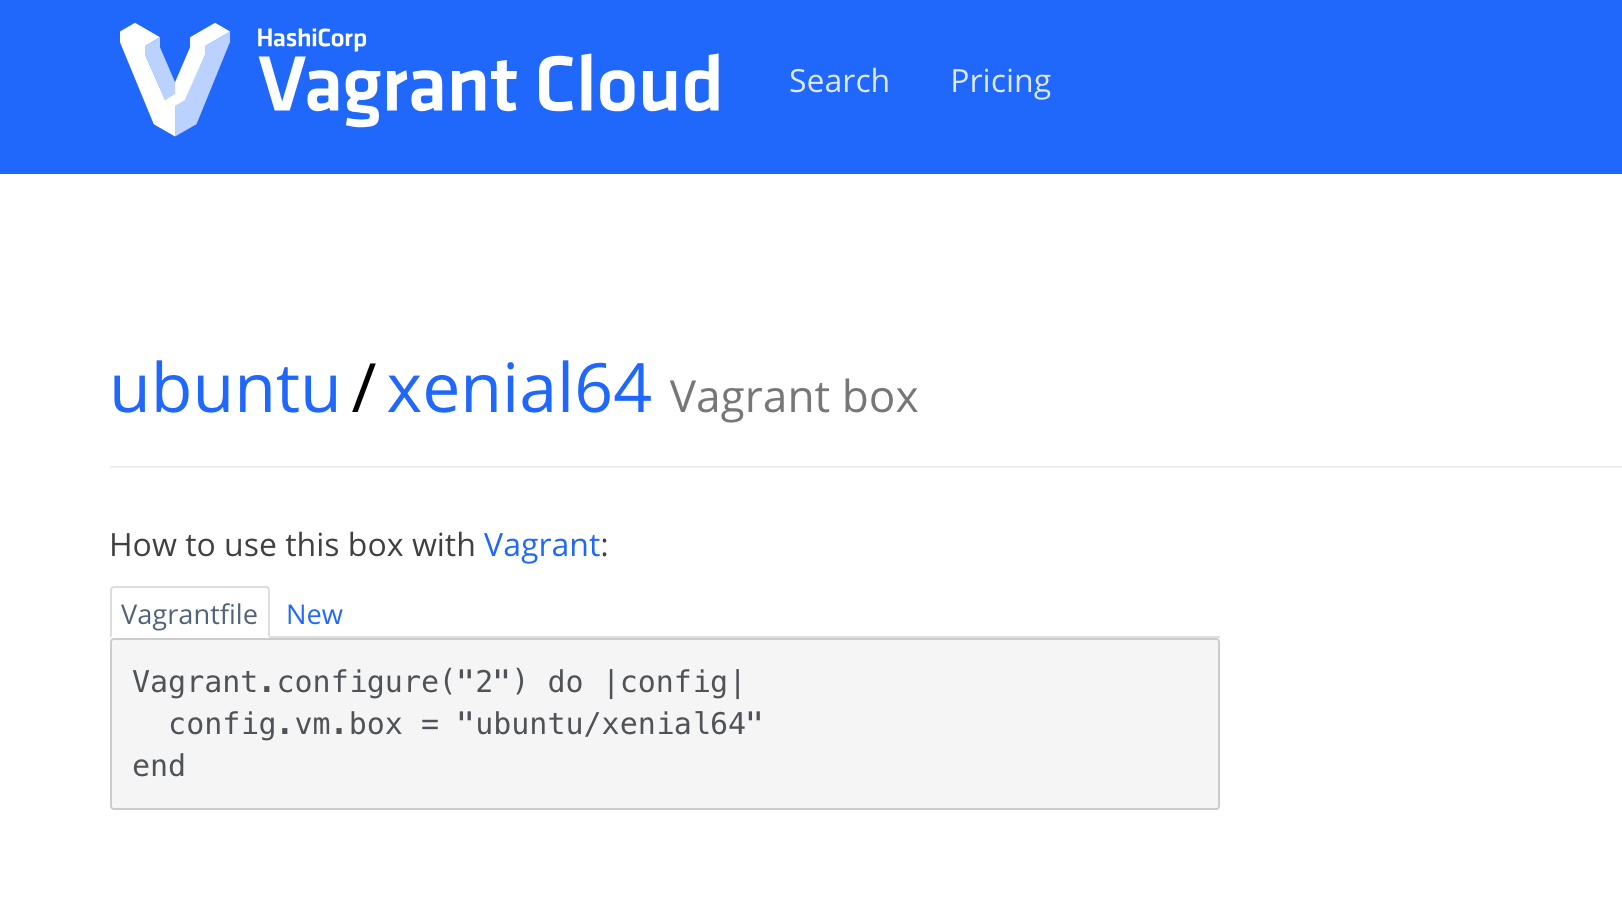 HashiCorp
Vagrant Cloud
Search
Pricing
ubuntu/xenial64 Vagrant box
How to use this box with Vagrant:
Vagrantfile
New
Vagrant.configure("2") do |config|
  config.vm.box = "ubuntu/xenial64"
end